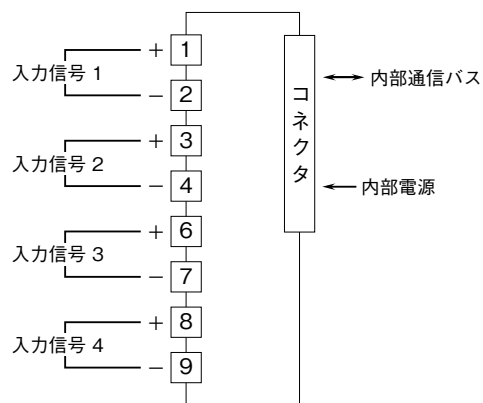 入力信号 1
+ 1
− 2
入力信号 2
+ 3
− 4
入力信号 3
+ 6
− 7
入力信号 4
+ 8
− 9
コネクタ
内部通信バス
内部電源